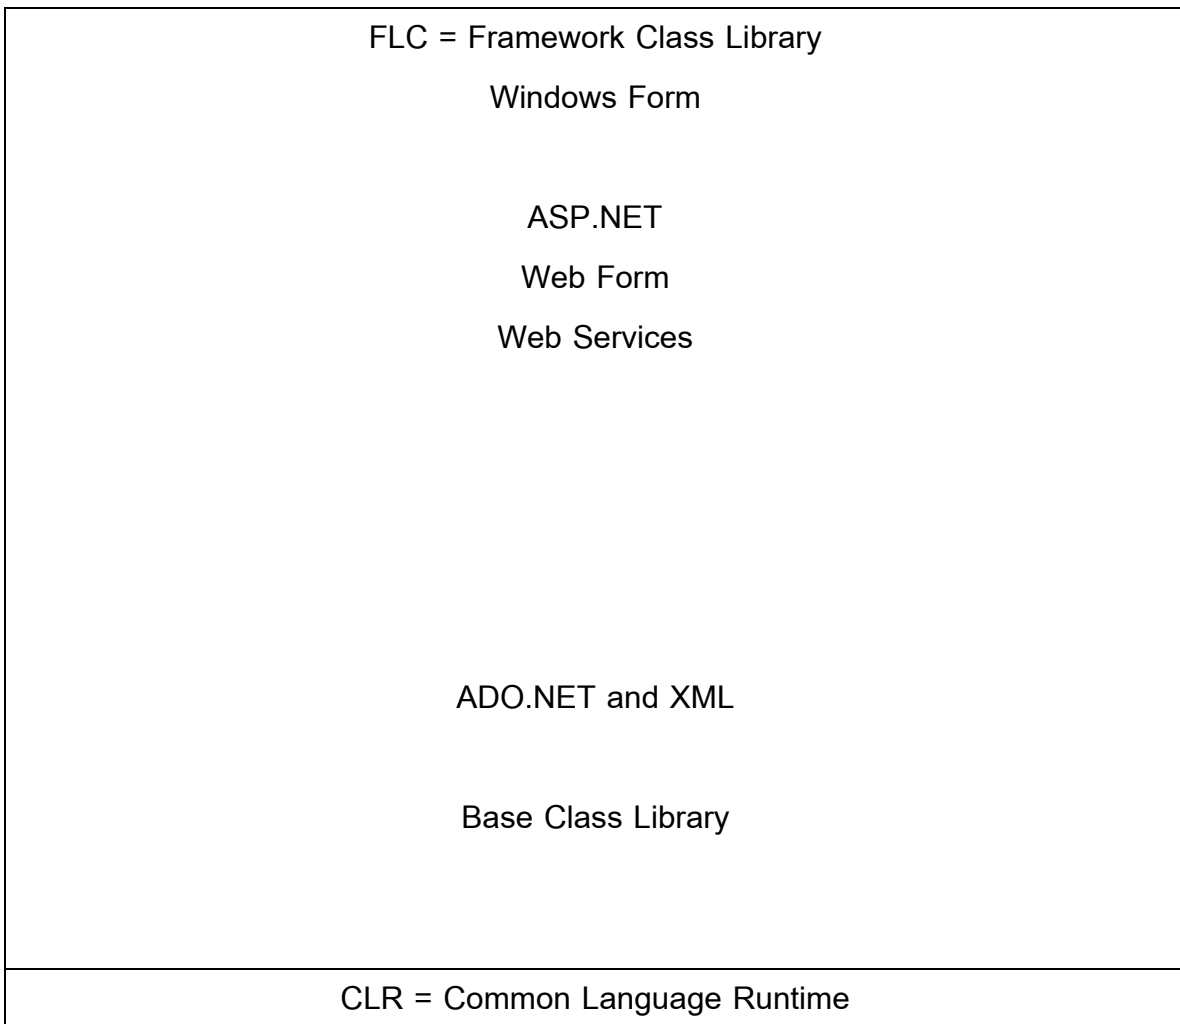 FLC = Framework Class Library
Windows Form
ASP.NET
Web Form
Web Services
ADO.NET and XML
Base Class Library
CLR = Common Language Runtime